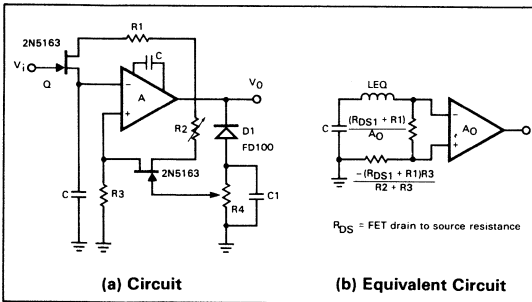 R1
2N5163
Vi
Q
C
A
−
+
VO
R2
D1
FD100
2N5163
C
R3
R4
C1
(a) Circuit
LEQ
C
(RDS1 + R1)
AO
−
+
AO
−(RDS1 + R1)R3
R2 + R3
RDS = FET drain to source resistance
(b) Equivalent Circuit